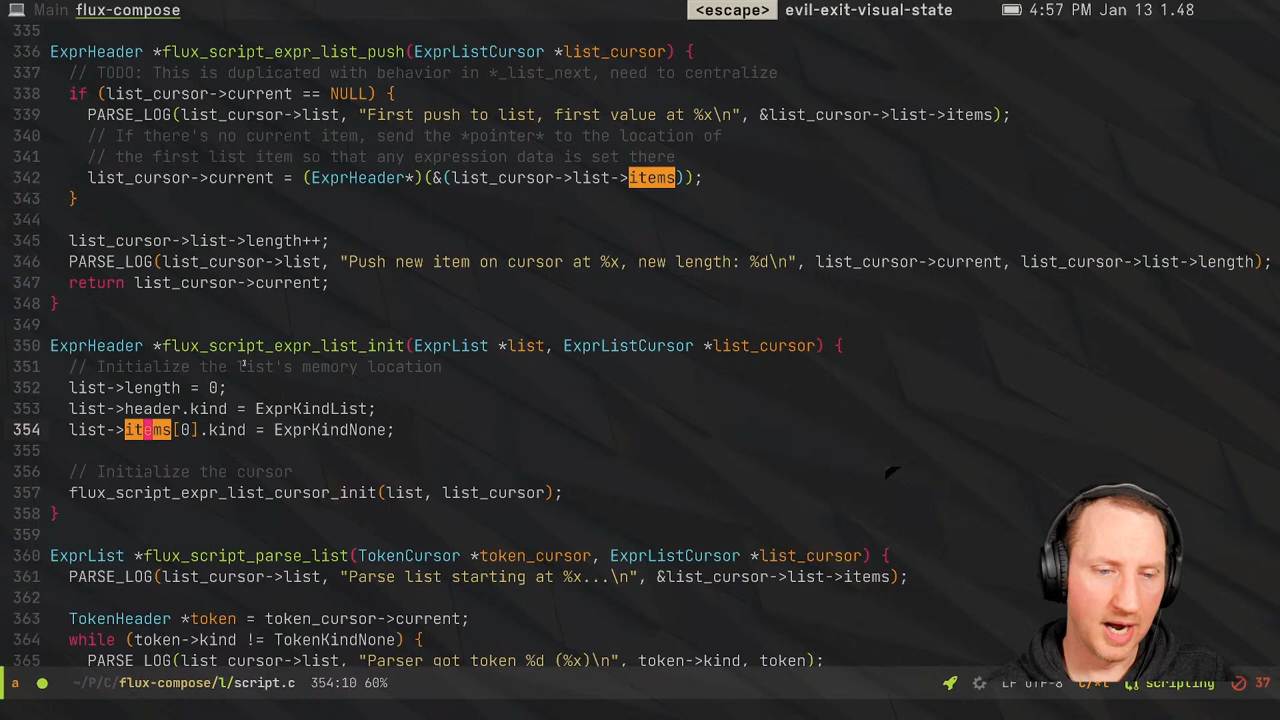 Main flux-compose <escape> evil-exit-visual-state 4:57 PM Jan 13 1.48
335
336 ExprHeader *flux_script_expr_list_push(ExprListCursor *list_cursor) {
337 // TODO: This is duplicated with behavior in *_list_next, need to centralize
338 if (list_cursor->current == NULL) {
339 PARSE_LOG(list_cursor->list, "First push to list, first value at %x\n", &list_cursor->list->items);
340 // If there's no current item, send the *pointer* to the location of
341 // the first list item so that any expression data is set there
342 list_cursor->current = (ExprHeader*)(&(list_cursor->list->items));
343 }
344
345 list_cursor->list->length++;
346 PARSE_LOG(list_cursor->list, "Push new item on cursor at %x, new length: %d\n", list_cursor->current, list_cursor->list->length);
347 return list_cursor->current;
348 }
349
350 ExprHeader *flux_script_expr_list_init(ExprList *list, ExprListCursor *list_cursor) {
351 // Initialize the list's memory location
352 list->length = 0;
353 list->header.kind = ExprKindList;
354 list->items[0].kind = ExprKindNone;
355
356 // Initialize the cursor
357 flux_script_expr_list_cursor_init(list, list_cursor);
358 }
359
360 ExprList *flux_script_parse_list(TokenCursor *token_cursor, ExprListCursor *list_cursor) {
361 PARSE_LOG(list_cursor->list, "Parse list starting at %x...\n", &list_cursor->list->items);
362
363 TokenHeader *token = token_cursor->current;
364 while (token->kind != TokenKindNone) {
365 PARSE_LOG(list_cursor->list, "Parser got token %d (%x)\n", token->kind, token);
a ~/P/C/flux-compose/l/script.c 354:10 60% LF UTF-8 C/*l scripting 37